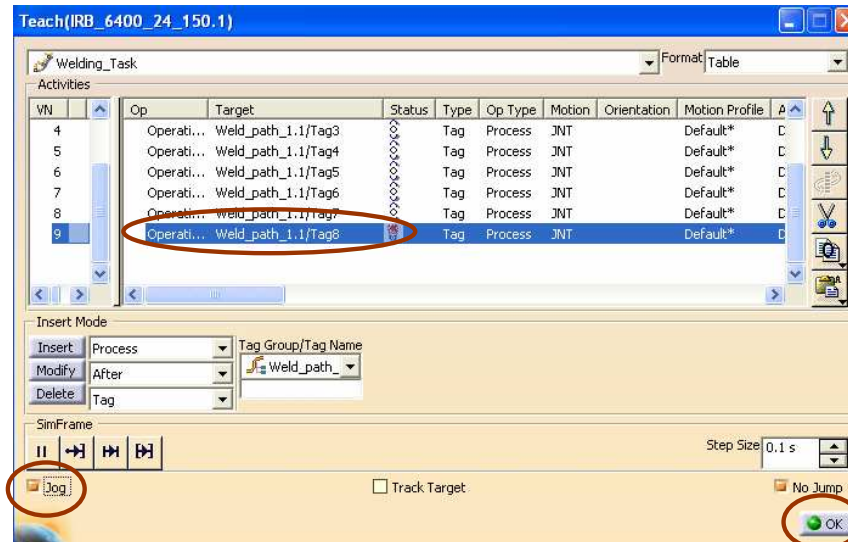 Teach(IRB_6400_24_150.1)
Welding_Task
Format Table
Activities
VN Op Target Status Type Op Type Motion Orientation Motion Profile A
4 Operati... Weld_path_1.1/Tag3 Tag Process JNT Default* D
5 Operati... Weld_path_1.1/Tag4 Tag Process JNT Default* D
6 Operati... Weld_path_1.1/Tag5 Tag Process JNT Default* D
7 Operati... Weld_path_1.1/Tag6 Tag Process JNT Default* D
8 Operati... Weld_path_1.1/Tag7 Tag Process JNT Default* D
9 Operati... Weld_path_1.1/Tag8 Tag Process JNT Default* D
Insert Mode
Insert Process Tag Group/Tag Name
Modify After Weld_path_
Delete Tag
SimFrame
Step Size 0.1 s
Jog Track Target No Jump
OK